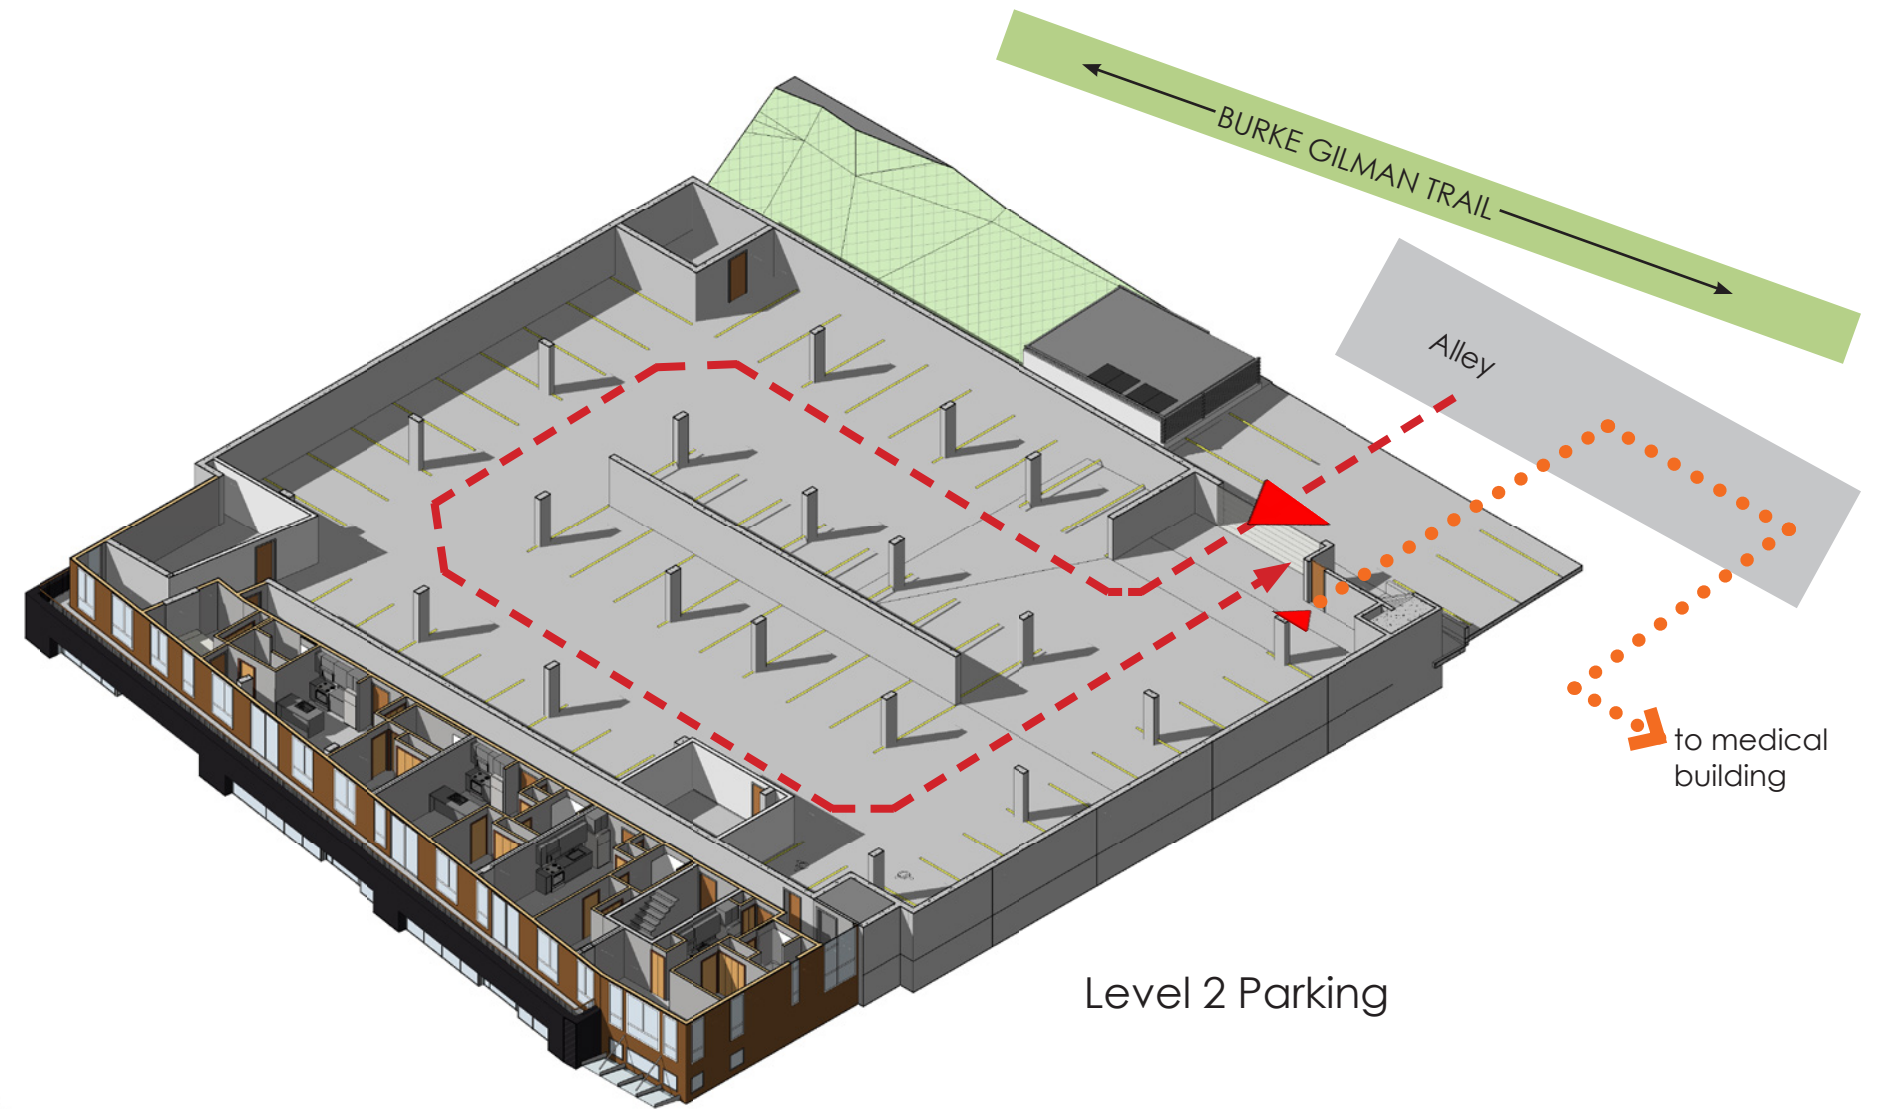 BURKE GILMAN TRAIL
Alley
to medical
building
Level 2 Parking